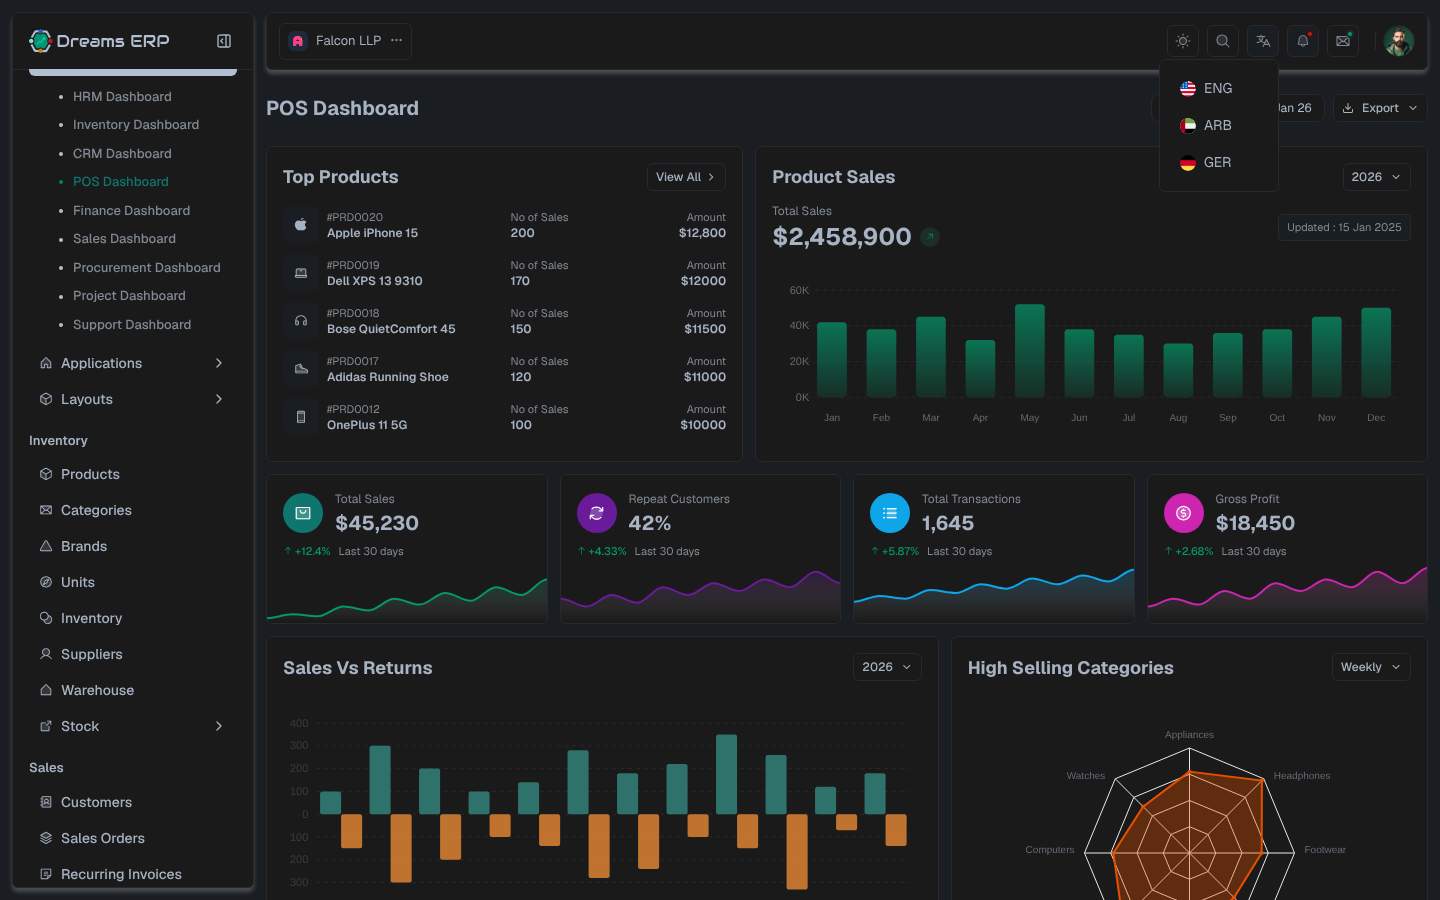 Dreams ERP
HRM Dashboard
Inventory Dashboard
CRM Dashboard
POS Dashboard
Finance Dashboard
Sales Dashboard
Procurement Dashboard
Project Dashboard
Support Dashboard
Applications
Layouts
Inventory
Products
Categories
Brands
Units
Inventory
Suppliers
Warehouse
Stock
Sales
Customers
Sales Orders
Recurring Invoices
Falcon LLP ···
ENG
ARB
GER
POS Dashboard
Jan 26
Export
Top Products
View All
#PRD0020 No of Sales Amount
Apple iPhone 15 200 $12,800
#PRD0019 No of Sales Amount
Dell XPS 13 9310 170 $12000
#PRD0018 No of Sales Amount
Bose QuietComfort 45 150 $11500
#PRD0017 No of Sales Amount
Adidas Running Shoe 120 $11000
#PRD0012 No of Sales Amount
OnePlus 11 5G 100 $10000
Product Sales
2026
Total Sales
$2,458,900
Updated : 15 Jan 2025
60K
40K
20K
0K
Jan Feb Mar Apr May Jun Jul Aug Sep Oct Nov Dec
Total Sales
$45,230
+12.4% Last 30 days
Repeat Customers
42%
+4.33% Last 30 days
Total Transactions
1,645
+5.87% Last 30 days
Gross Profit
$18,450
+2.68% Last 30 days
Sales Vs Returns
2026
400
300
200
100
0
100
200
300
High Selling Categories
Weekly
Appliances
Watches Headphones
Computers Footwear